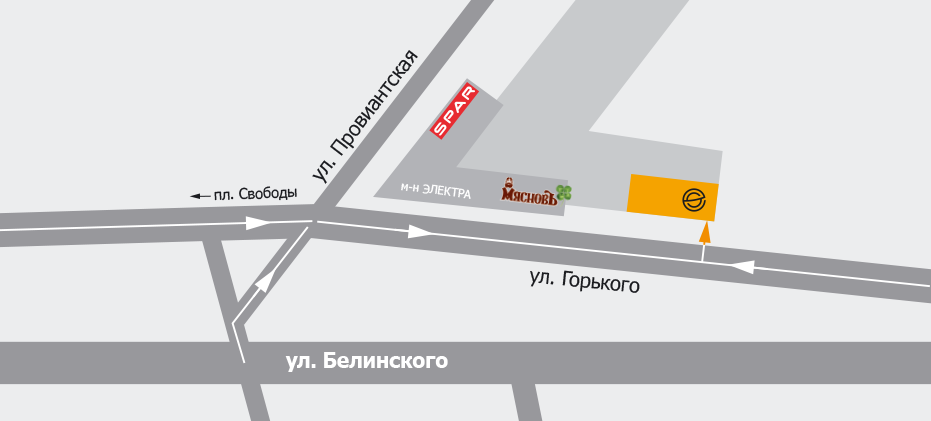 SPAR
ул. Провиантская
пл. Свободы
м-н ЭЛЕКТРА
МЯСНОВЪ
ул. Горького
ул. Белинского